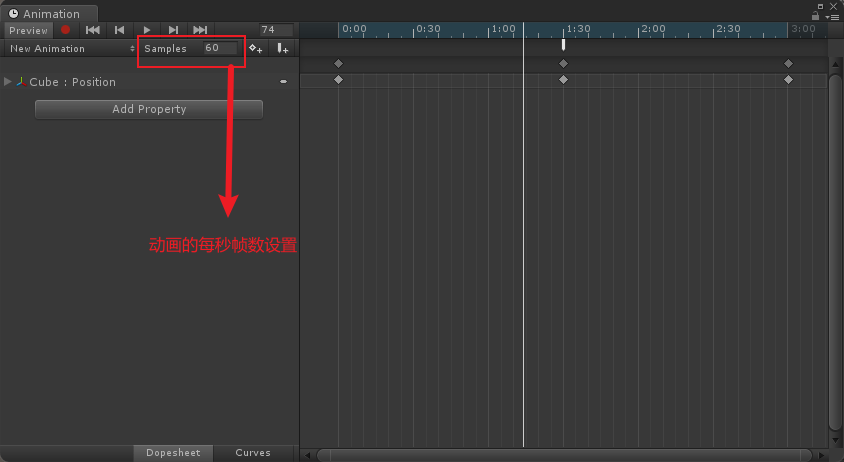 Animation
Preview 74 0:00 0:30 1:00 1:30 2:00 2:30 3:00
New Animation Samples 60
Cube : Position
Add Property
动画的每秒帧数设置
Dopesheet Curves